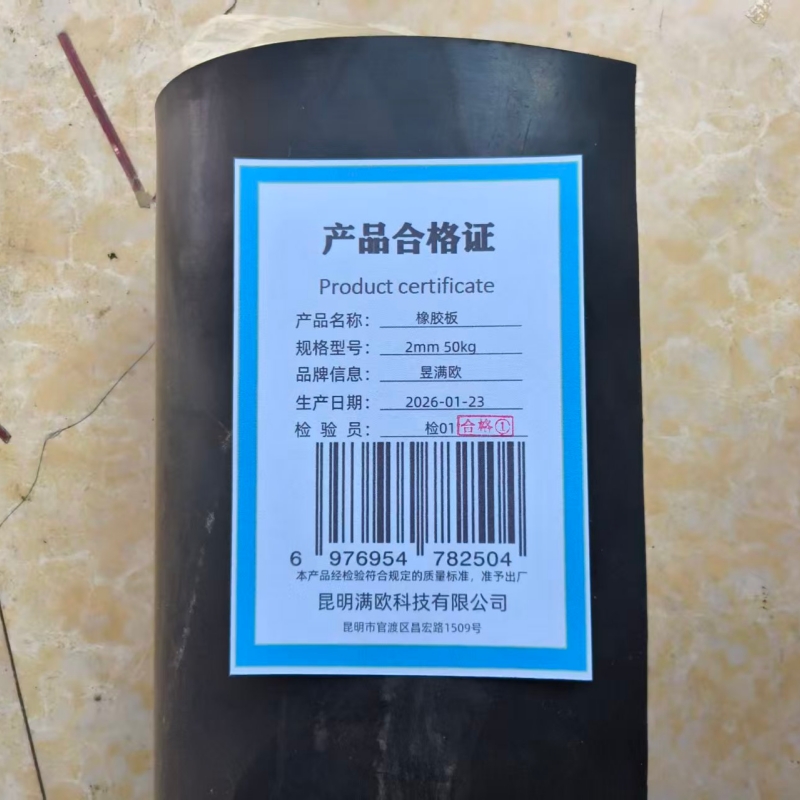 产品合格证
Product certificate
产品名称： 橡胶板
规格型号： 2mm 50kg
品牌信息： 昱满欧
生产日期： 2026-01-23
检 验 员： 检01 合格①
6 976954 782504
本产品经检验符合规定的质量标准，准予出厂
昆明满欧科技有限公司
昆明市官渡区昌宏路1509号